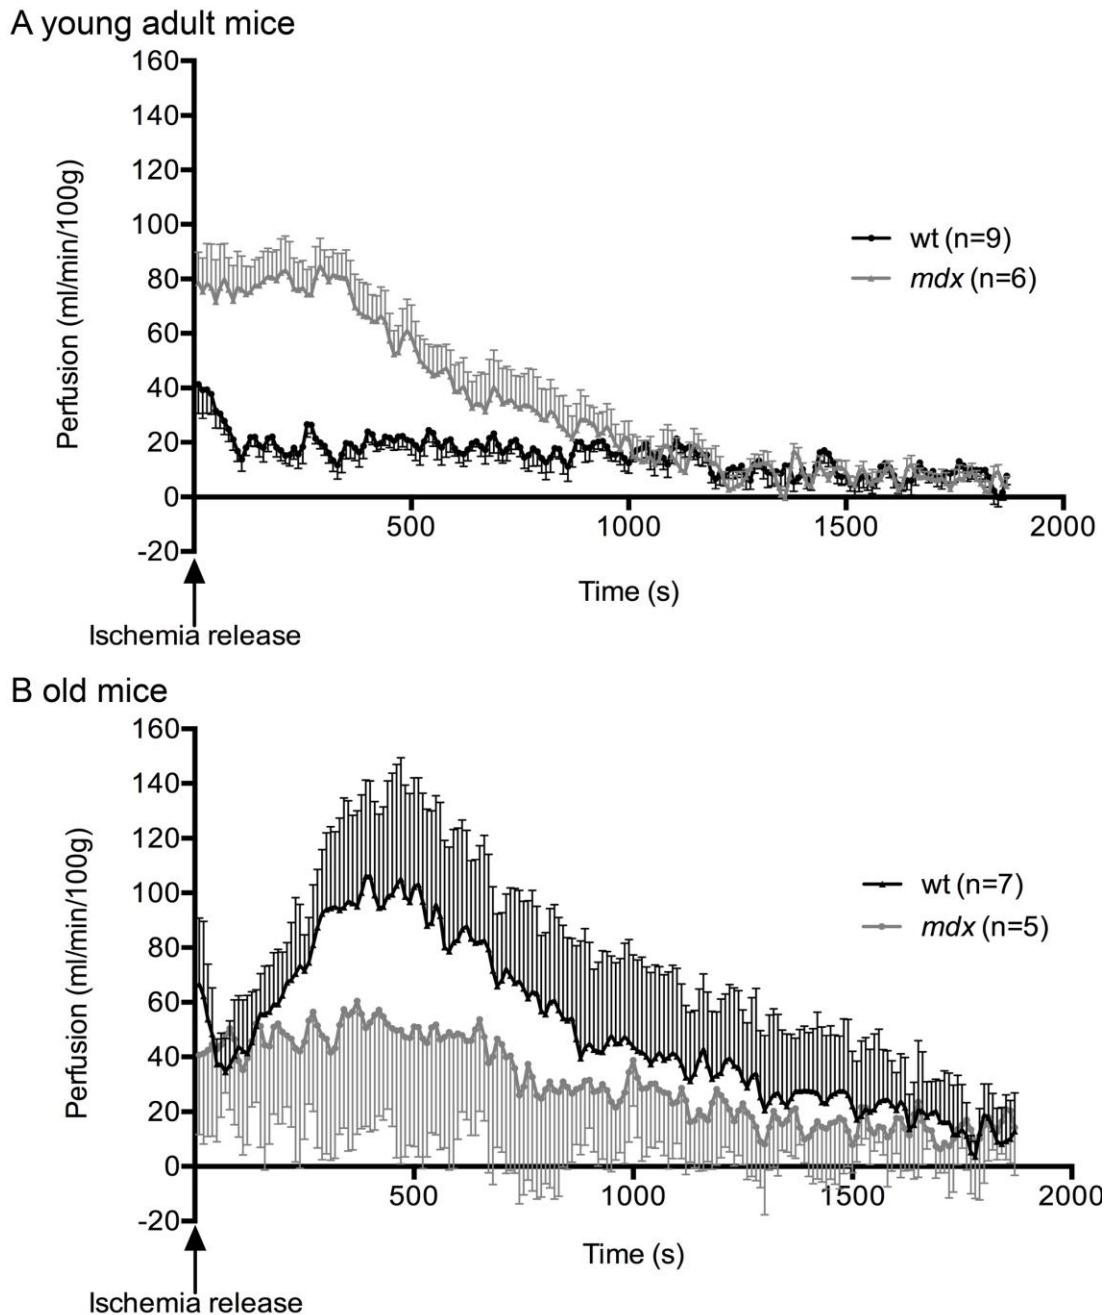 A young adult mice
160
140
120
100
80
60
40
20
0
-20
Perfusion (ml/min/100g)
wt (n=9)
mdx (n=6)
500 1000 1500 2000
Time (s)
Ischemia release
B old mice
160
140
120
100
80
60
40
20
0
-20
Perfusion (ml/min/100g)
wt (n=7)
mdx (n=5)
500 1000 1500 2000
Time (s)
Ischemia release